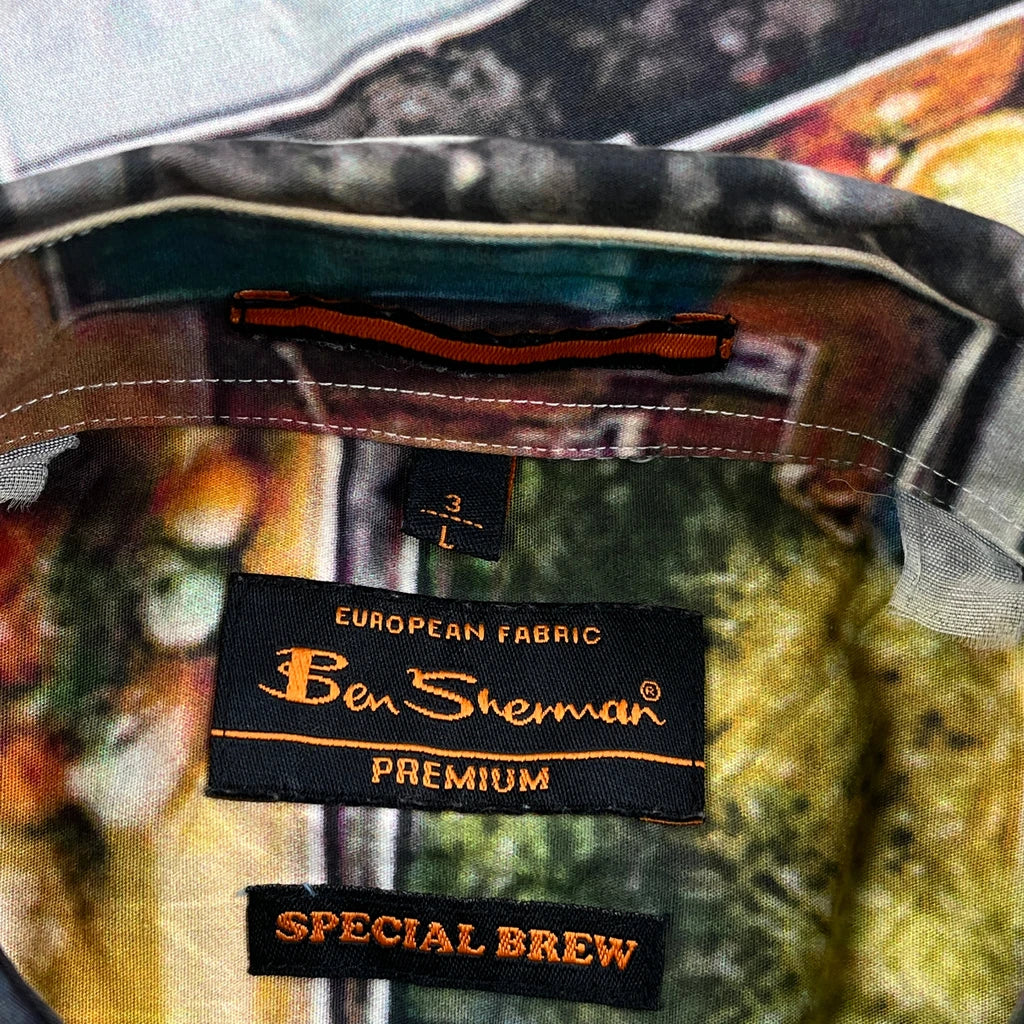 3
L
EUROPEAN FABRIC
Ben Sherman®
PREMIUM
SPECIAL BREW